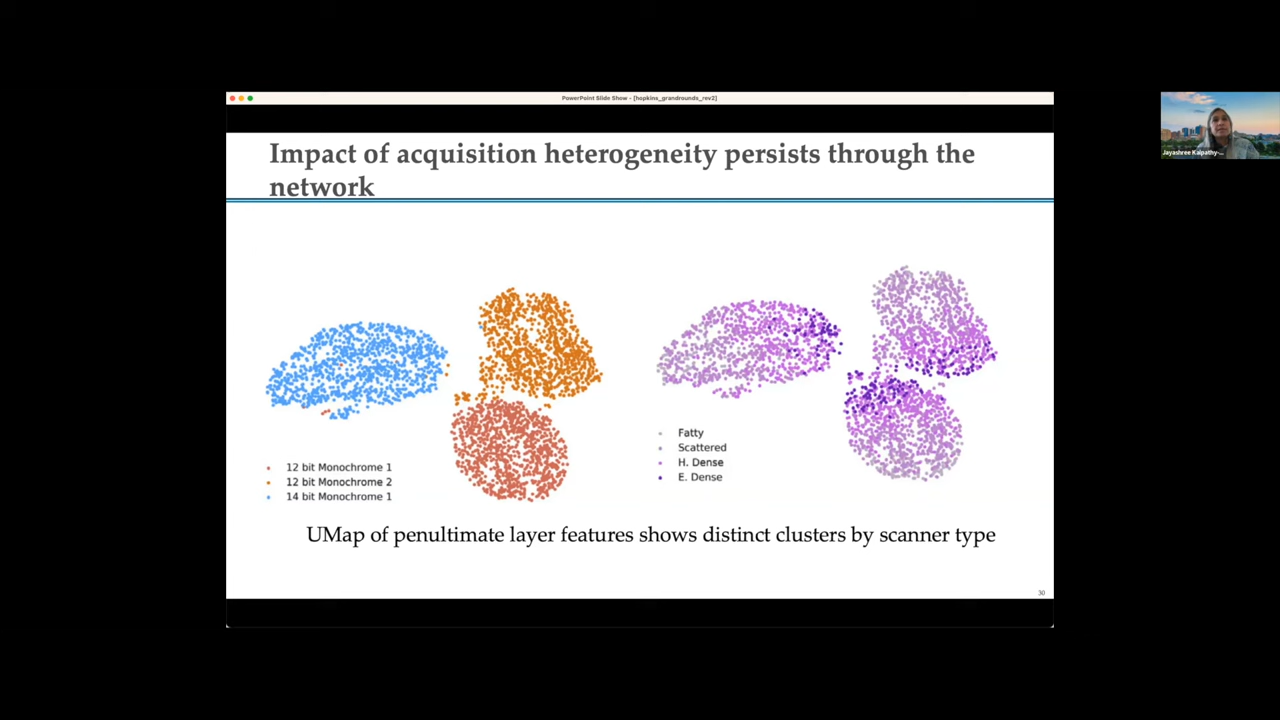 PowerPoint Slide Show - [hopkins_grandrounds_rev2]
Impact of acquisition heterogeneity persists through the
network
12 bit Monochrome 1
12 bit Monochrome 2
14 bit Monochrome 1
Fatty
Scattered
H. Dense
E. Dense
UMap of penultimate layer features shows distinct clusters by scanner type
30
Jayashree Kalpathy-...